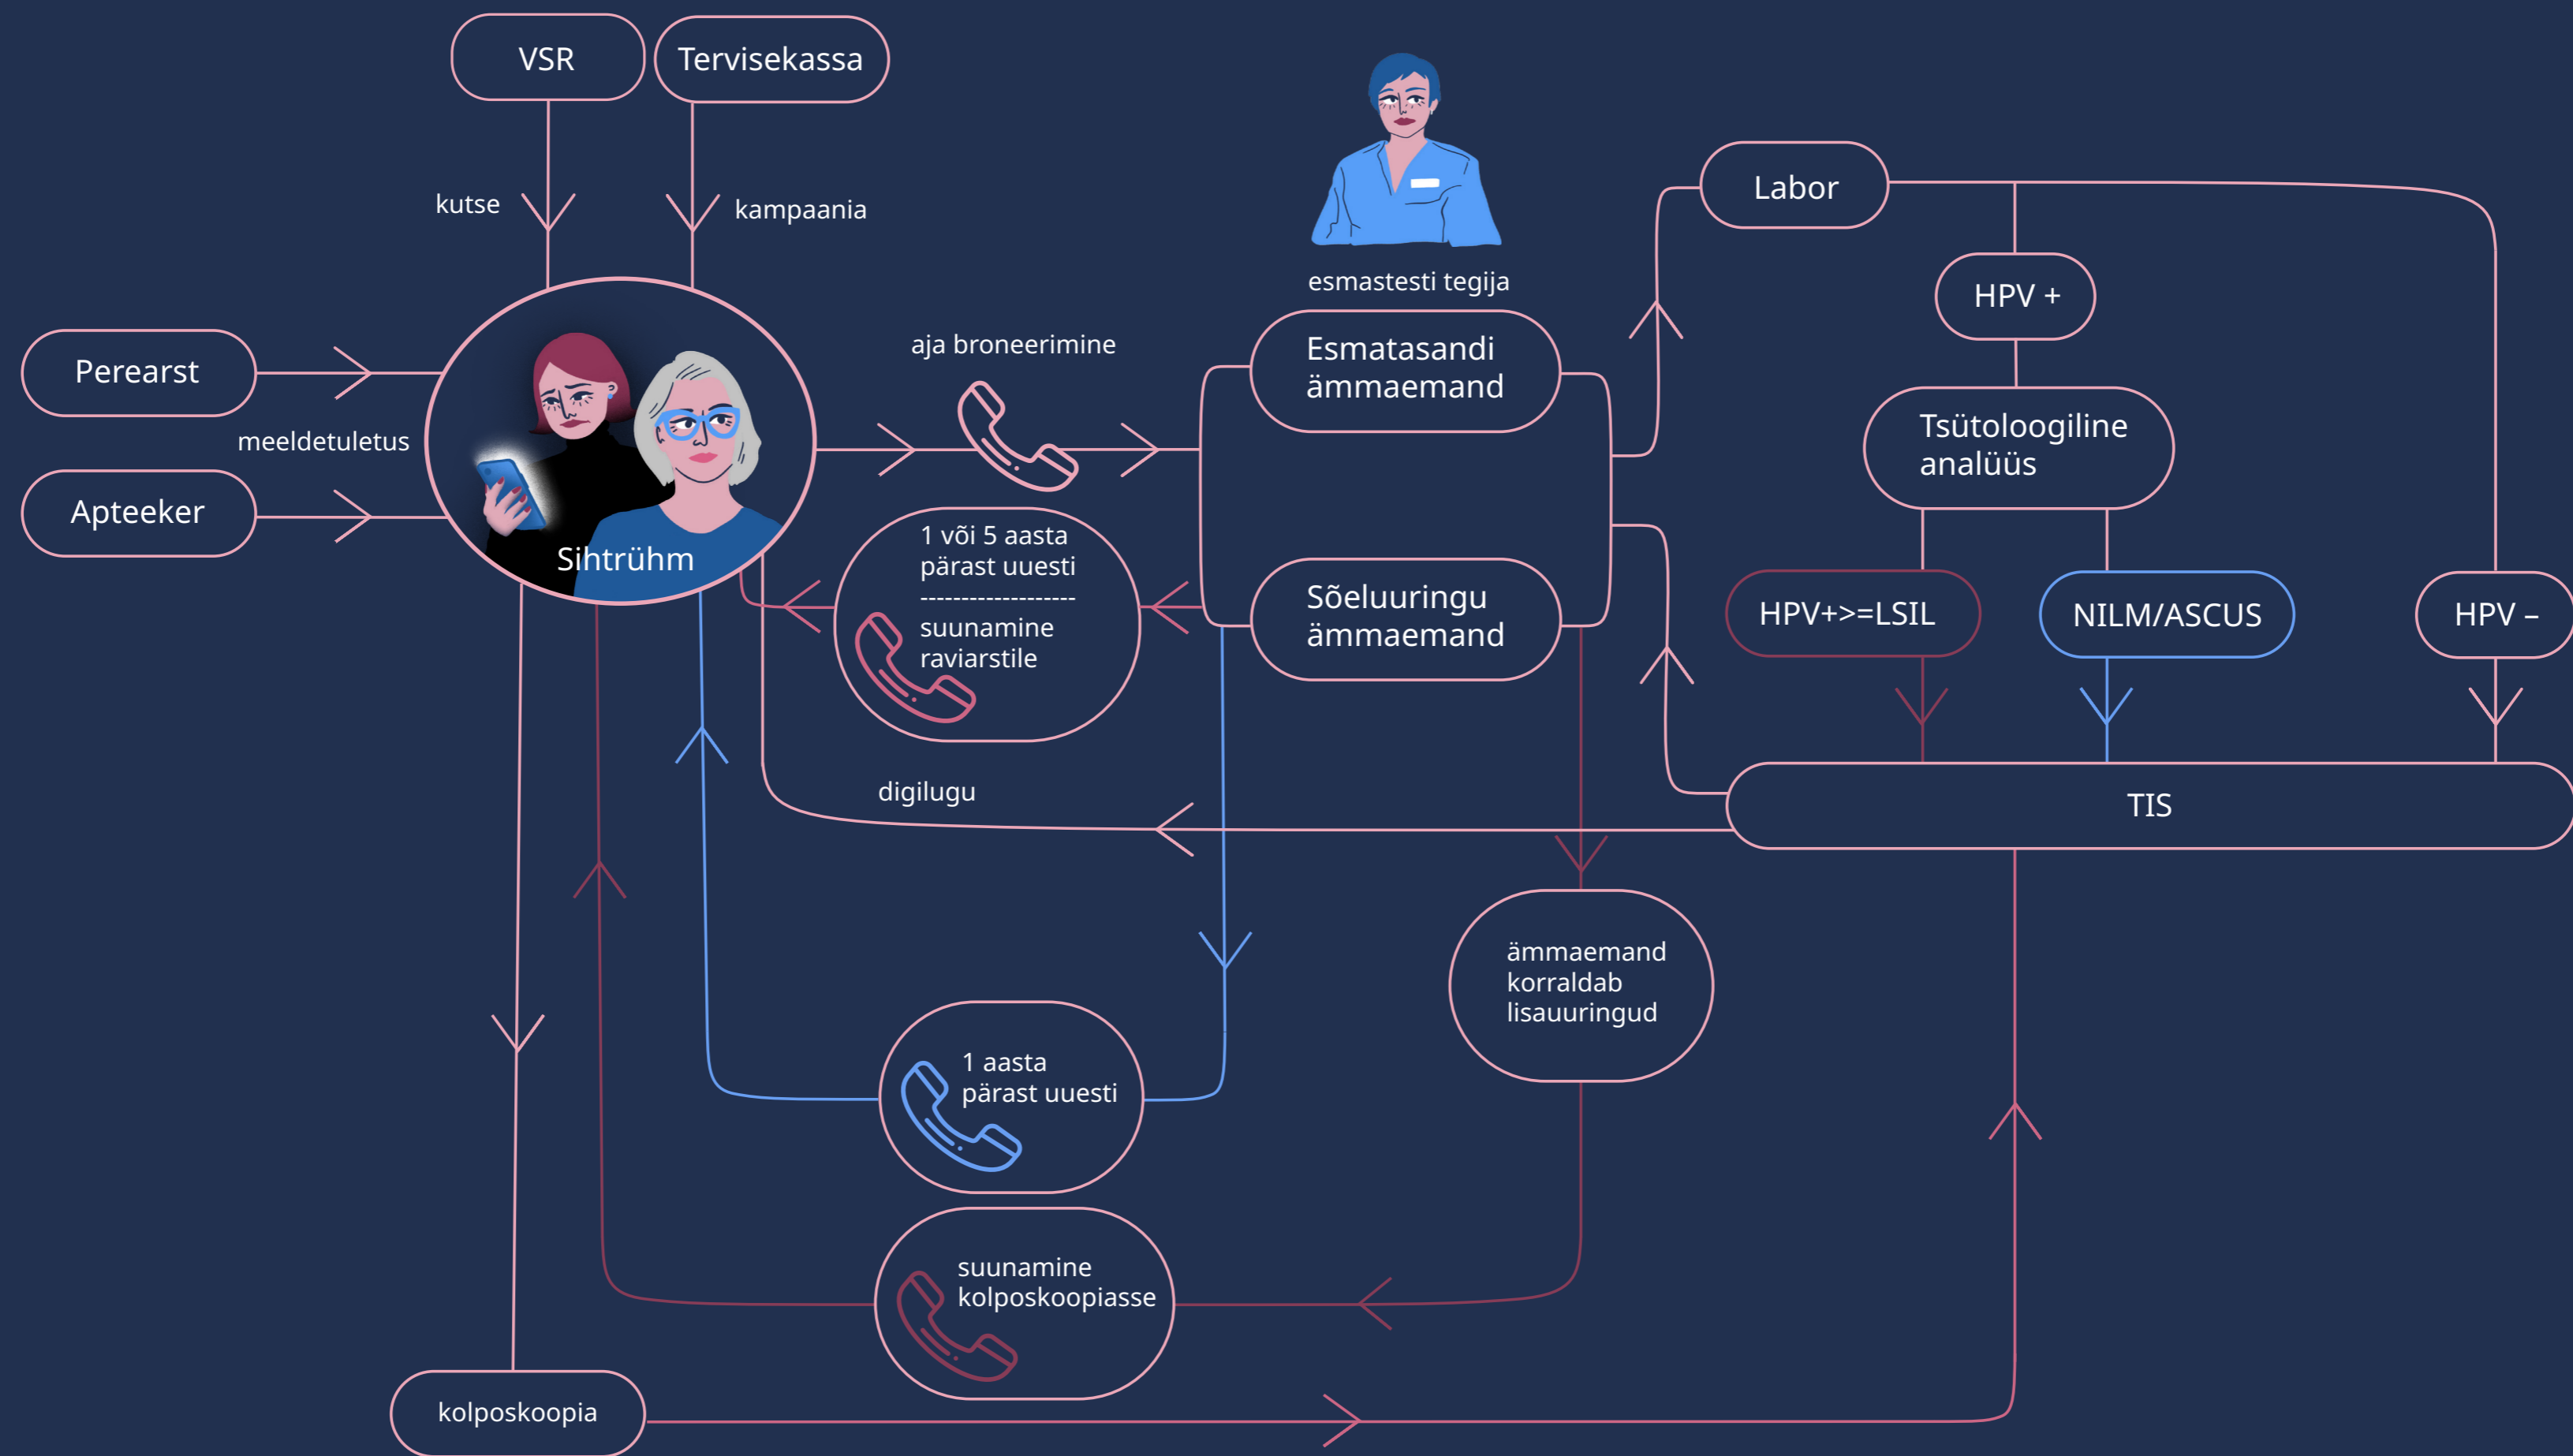 VSR
Tervisekassa
kutse
kampaania
Perearst
meeldetuletus
Apteeker
Sihtrühm
aja broneerimine
esmastesti tegija
Esmatasandi
ämmaemand
Sõeluuringu
ämmaemand
1 või 5 aasta
pärast uuesti
-------------------
suunamine
raviarstile
Labor
HPV +
Tsütoloogiline
analüüs
HPV+>=LSIL
NILM/ASCUS
HPV –
TIS
digilugu
ämmaemand
korraldab
lisauuringud
1 aasta
pärast uuesti
suunamine
kolposkoopiasse
kolposkoopia